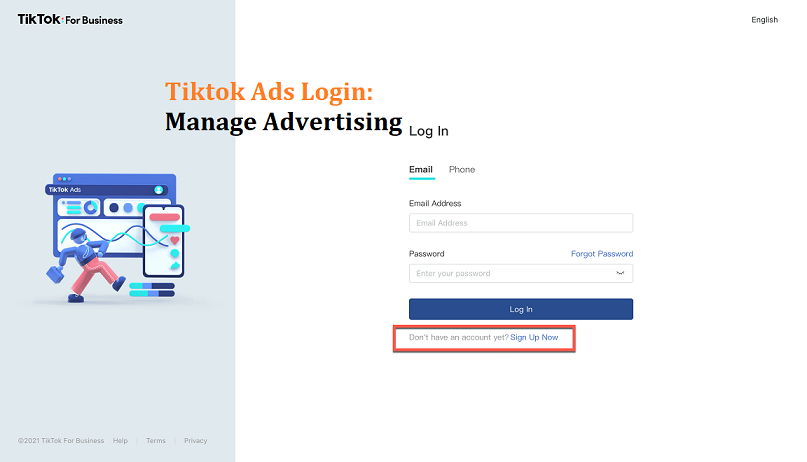 TikTok: For Business
English
Tiktok Ads Login:
Manage Advertising
Log In
Email Phone
Email Address
Email Address
Password Forgot Password
Enter your password
Log In
Don't have an account yet? Sign Up Now
TikTok Ads
©2021 TikTok For Business Help Terms Privacy